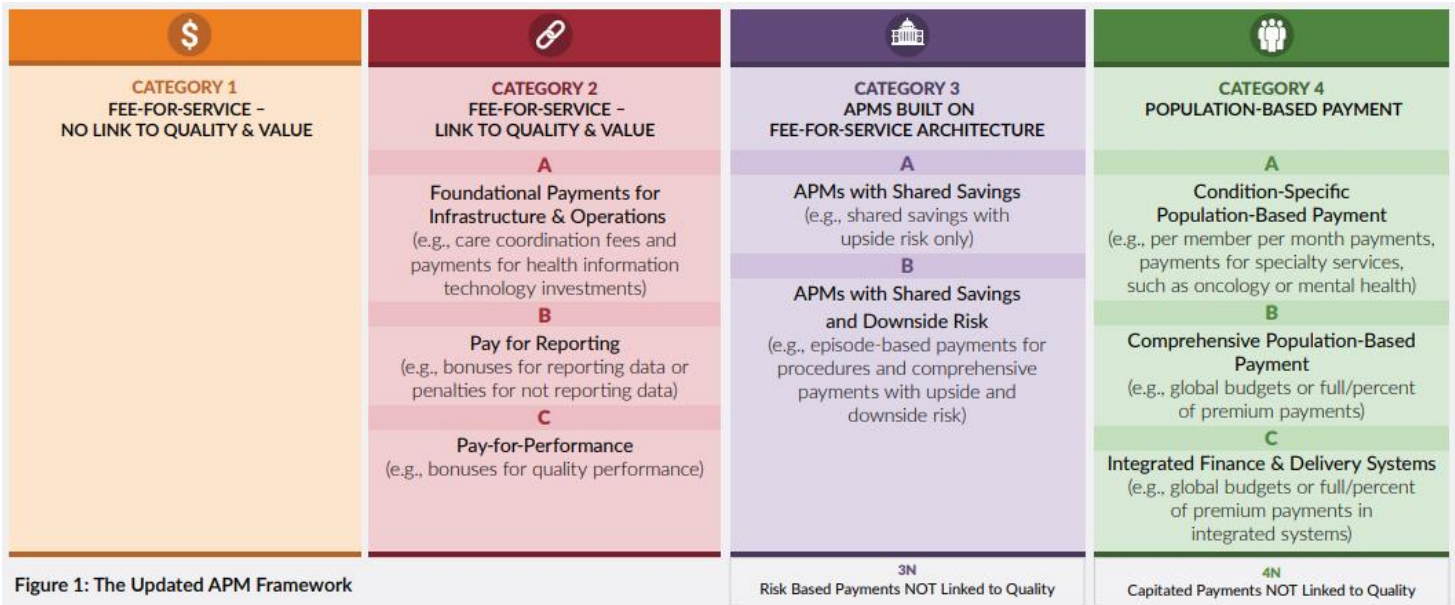 $
CATEGORY 1
FEE-FOR-SERVICE –
NO LINK TO QUALITY & VALUE
CATEGORY 2
FEE-FOR-SERVICE –
LINK TO QUALITY & VALUE
A
Foundational Payments for
Infrastructure & Operations
(e.g., care coordination fees and
payments for health information
technology investments)
B
Pay for Reporting
(e.g., bonuses for reporting data or
penalties for not reporting data)
C
Pay-for-Performance
(e.g., bonuses for quality performance)
CATEGORY 3
APMS BUILT ON
FEE-FOR-SERVICE ARCHITECTURE
A
APMs with Shared Savings
(e.g., shared savings with
upside risk only)
B
APMs with Shared Savings
and Downside Risk
(e.g., episode-based payments for
procedures and comprehensive
payments with upside and
downside risk)
3N
Risk Based Payments NOT Linked to Quality
CATEGORY 4
POPULATION-BASED PAYMENT
A
Condition-Specific
Population-Based Payment
(e.g., per member per month payments,
payments for specialty services,
such as oncology or mental health)
B
Comprehensive Population-Based
Payment
(e.g., global budgets or full/percent
of premium payments)
C
Integrated Finance & Delivery Systems
(e.g., global budgets or full/percent
of premium payments in
integrated systems)
4N
Capitated Payments NOT Linked to Quality
Figure 1: The Updated APM Framework